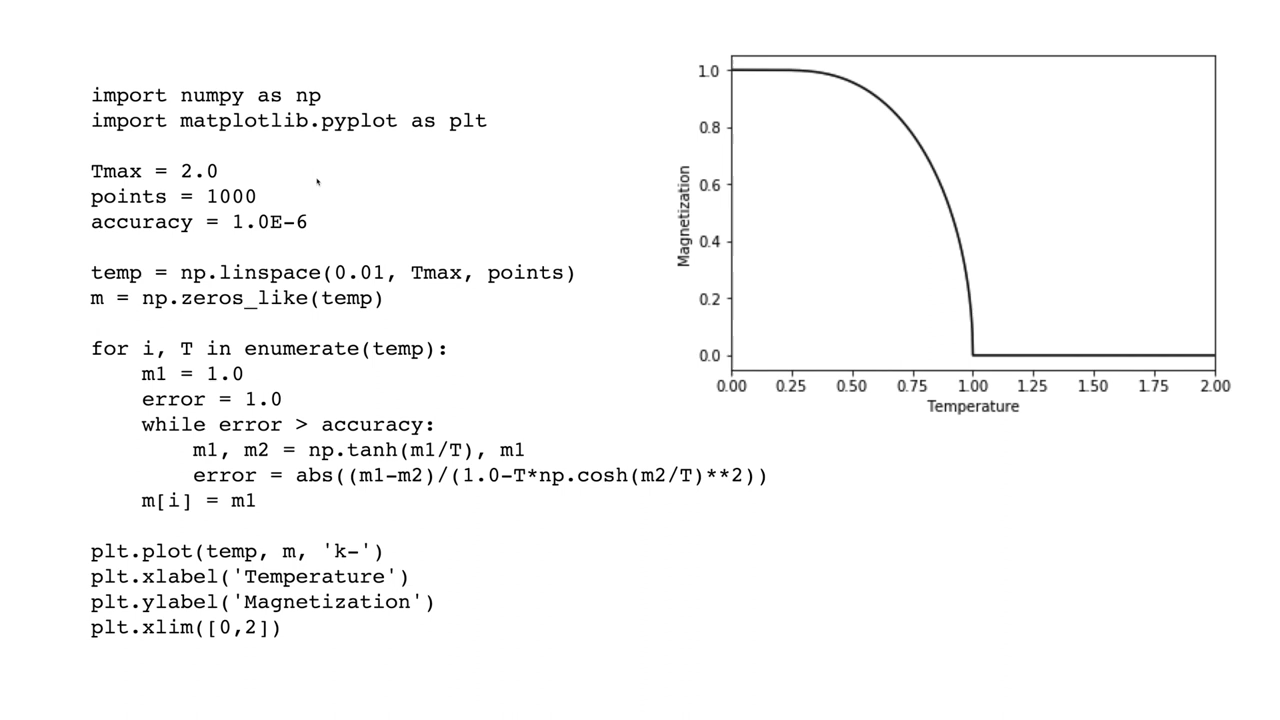 import numpy as np
import matplotlib.pyplot as plt
Tmax = 2.0
points = 1000
accuracy = 1.0E-6
temp = np.linspace(0.01, Tmax, points)
m = np.zeros_like(temp)
for i, T in enumerate(temp):
    m1 = 1.0
    error = 1.0
    while error > accuracy:
        m1, m2 = np.tanh(m1/T), m1
        error = abs((m1-m2)/(1.0-T*np.cosh(m2/T)**2))
    m[i] = m1
plt.plot(temp, m, 'k-')
plt.xlabel('Temperature')
plt.ylabel('Magnetization')
plt.xlim([0,2])
Magnetization
1.0
0.8
0.6
0.4
0.2
0.0
0.00 0.25 0.50 0.75 1.00 1.25 1.50 1.75 2.00
Temperature